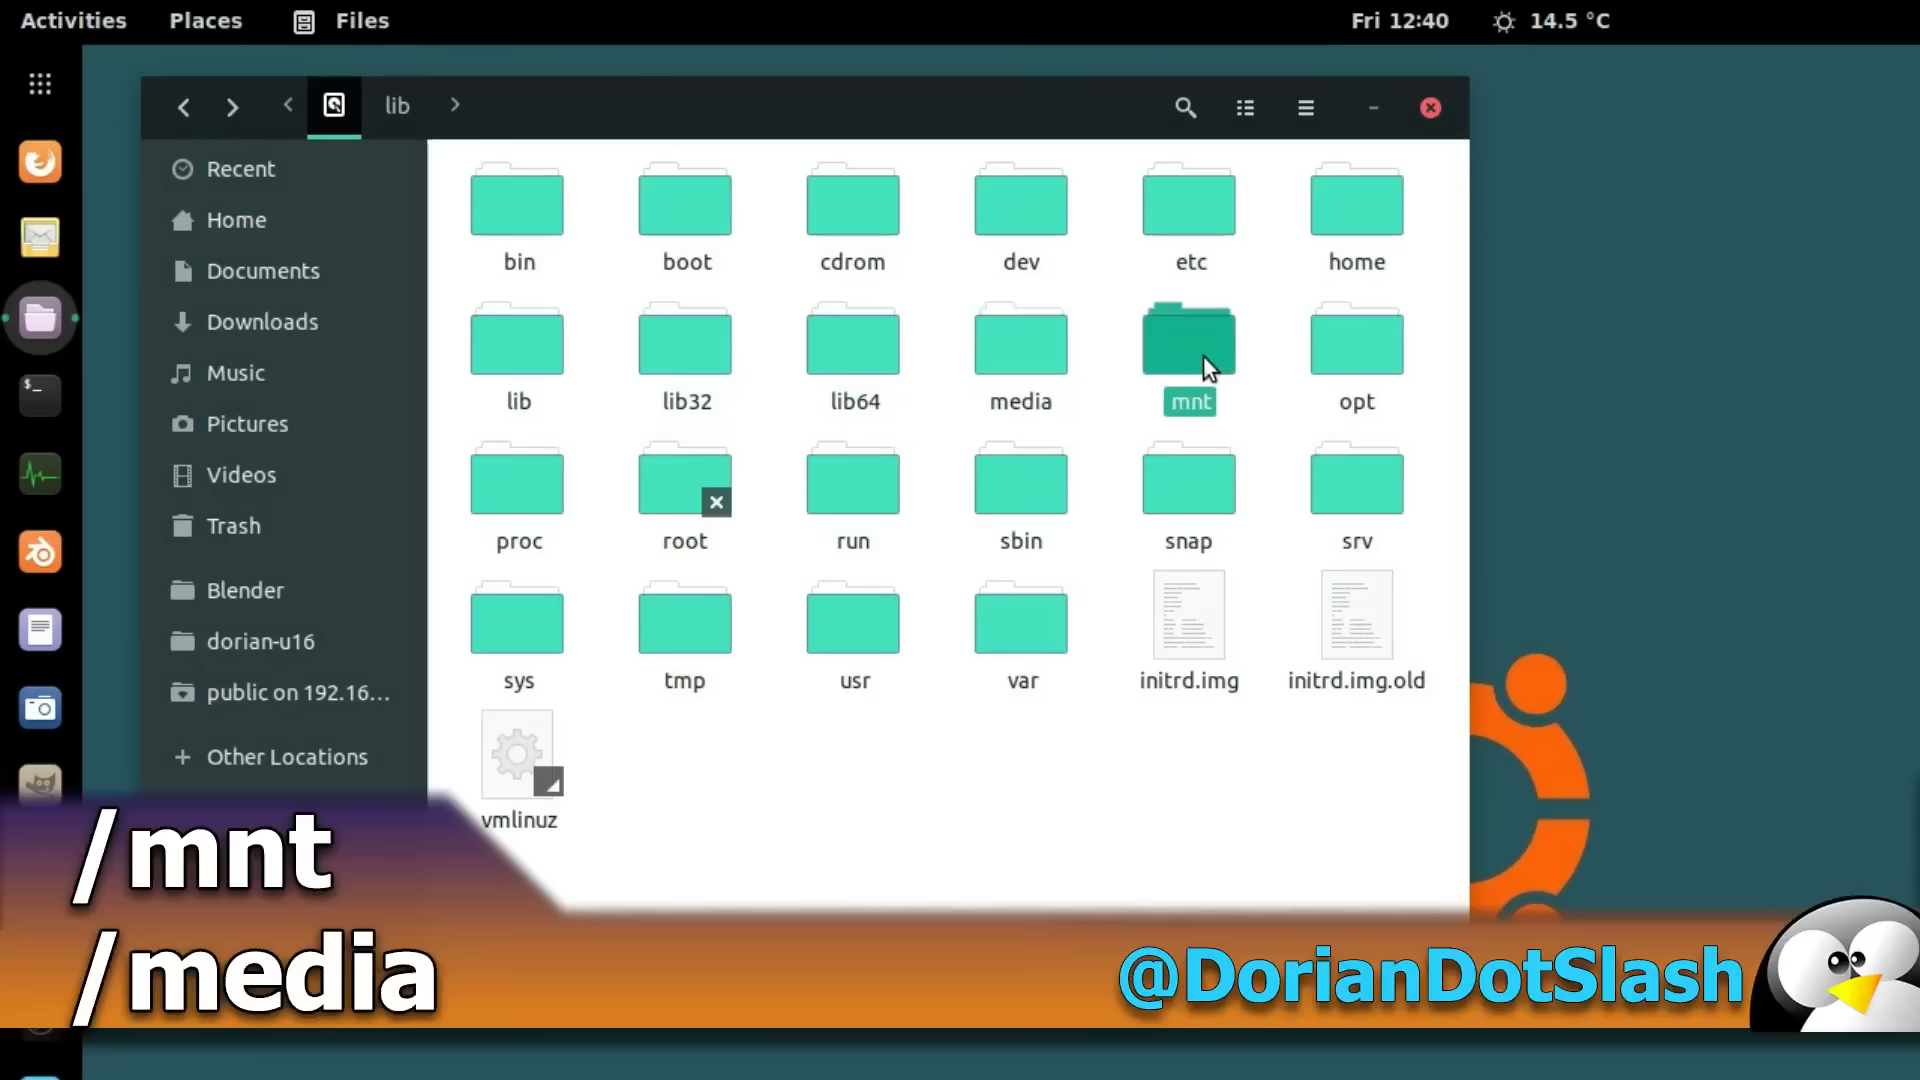 Activities Places Files Fri 12:40 14.5 °C
lib
Recent
Home
Documents
Downloads
Music
Pictures
Videos
Trash
Blender
dorian-u16
public on 192.16...
Other Locations
bin boot cdrom dev etc home
lib lib32 lib64 media mnt opt
proc root run sbin snap srv
sys tmp usr var initrd.img initrd.img.old
vmlinuz
$_
/mnt
/media
@DorianDotSlash